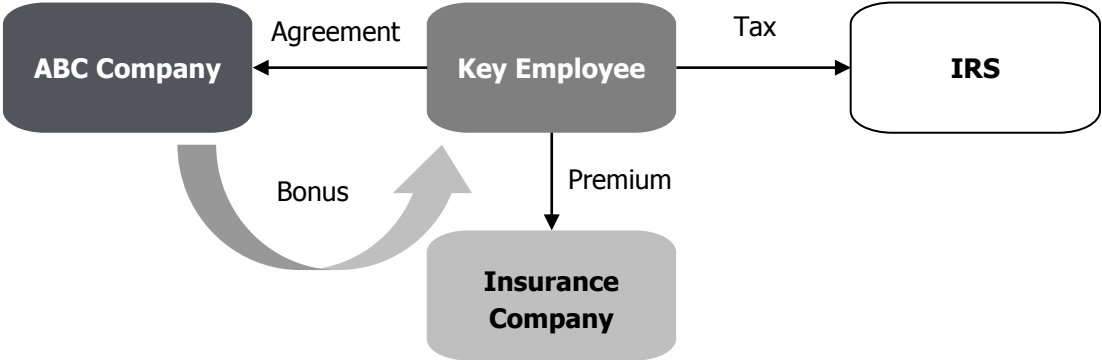 Agreement
Tax
ABC Company
Key Employee
IRS
Bonus
Premium
Insurance
Company